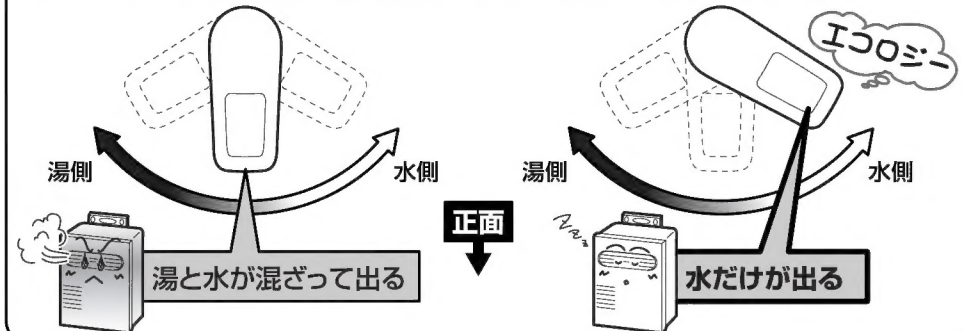 エコロジー
湯側
水側
湯側
水側
正面
湯と水が混ざって出る
zzz
水だけが出る